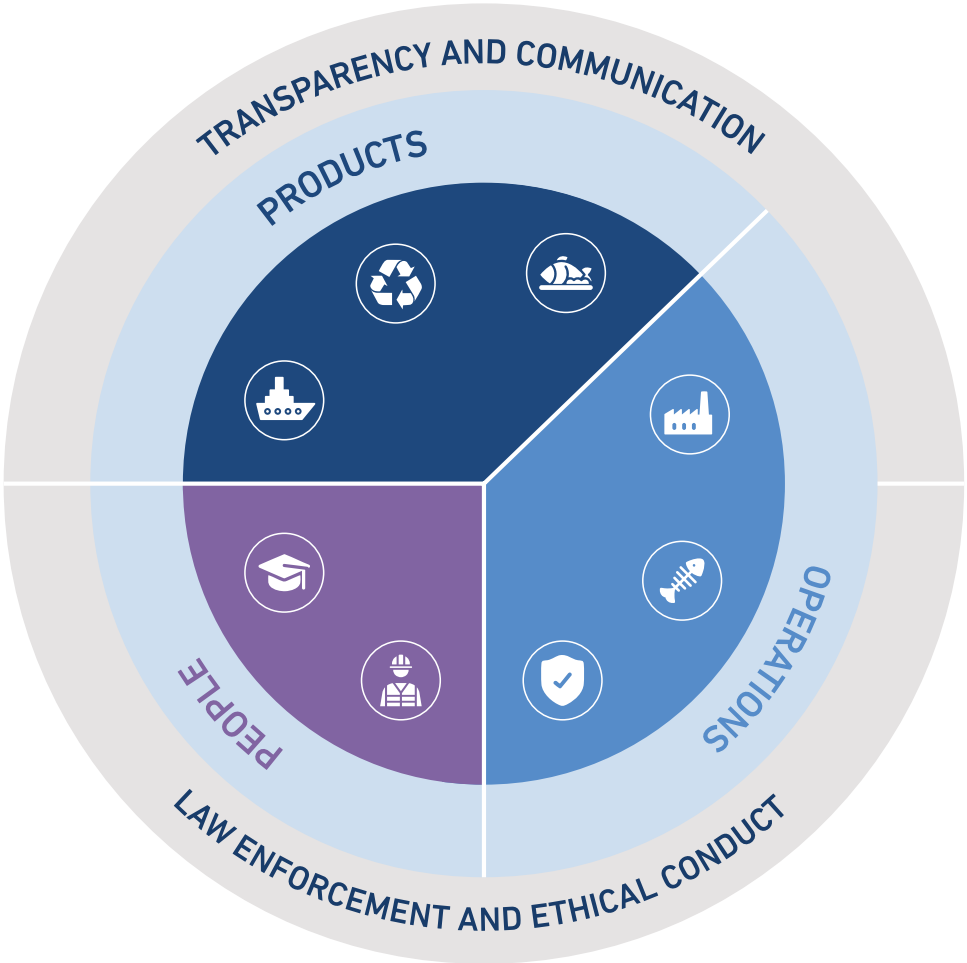 TRANSPARENCY AND COMMUNICATION
PRODUCTS
OPERATIONS
PEOPLE
LAW ENFORCEMENT AND ETHICAL CONDUCT